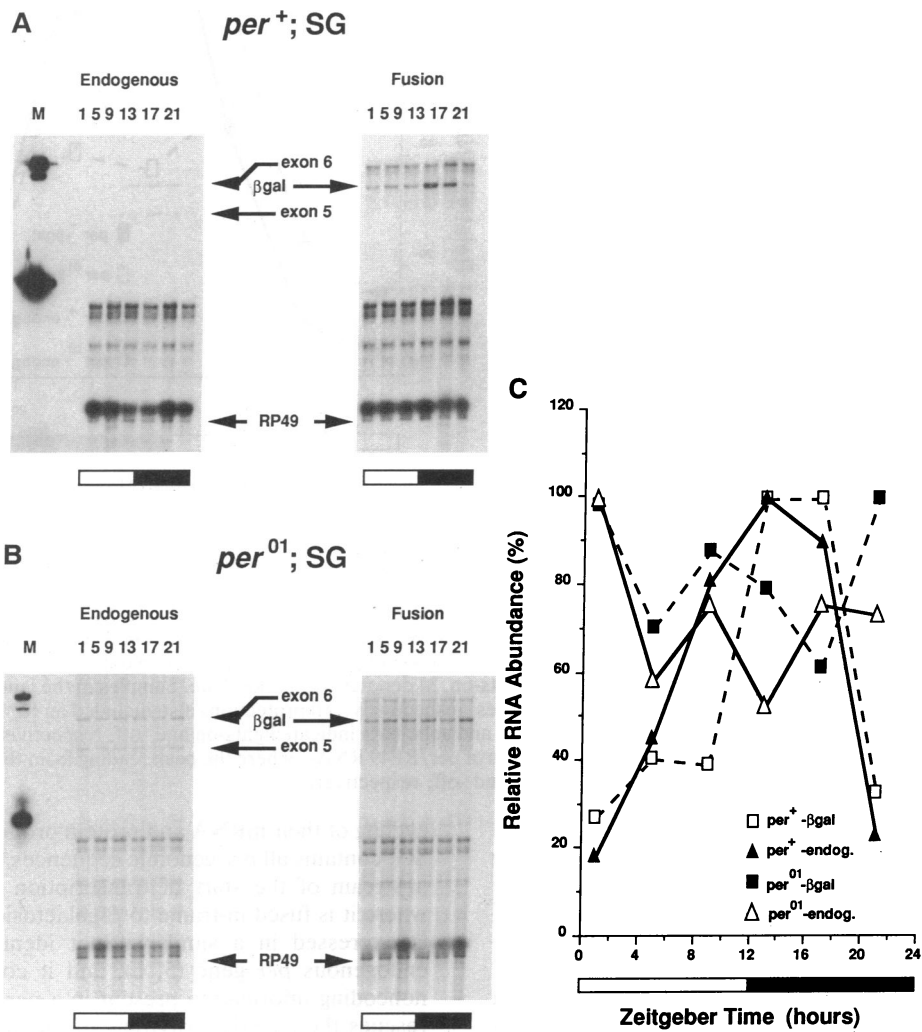 A
per+; SG
Endogenous
Fusion
M
1 5 9 13 17 21
1 5 9 13 17 21
exon 6
βgal
exon 5
RP49
B
per01; SG
Endogenous
Fusion
M
1 5 9 13 17 21
1 5 9 13 17 21
exon 6
βgal
exon 5
RP49
C
Relative RNA Abundance (%)
120
100
80
60
40
20
0
per+-βgal
per+-endog.
per01-βgal
per01-endog.
0 4 8 12 16 20 24
Zeitgeber Time (hours)